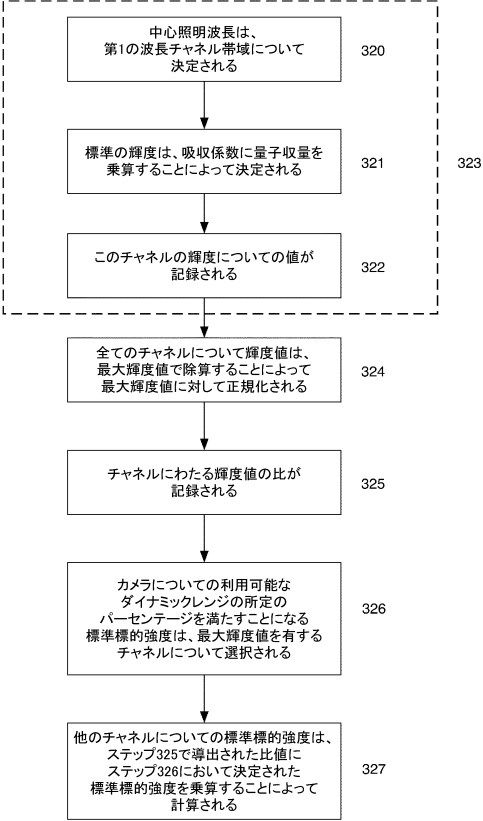 中心照明波長は、
第1の波長チャネル帯域について
決定される
320
標準の輝度は、吸収係数に量子収量を
乗算することによって決定される
321
323
このチャネルの輝度についての値が
記録される
322
全てのチャネルについて輝度値は、
最大輝度値で除算することによって
最大輝度値に対して正規化される
324
チャネルにわたる輝度値の比が
記録される
325
カメラについての利用可能な
ダイナミックレンジの所定の
パーセンテージを満たすことになる
標準標的強度は、最大輝度値を有する
チャネルについて選択される
326
他のチャネルについての標準標的強度は、
ステップ325で導出された比値に
ステップ326において決定された
標準標的強度を乗算することによって
計算される
327